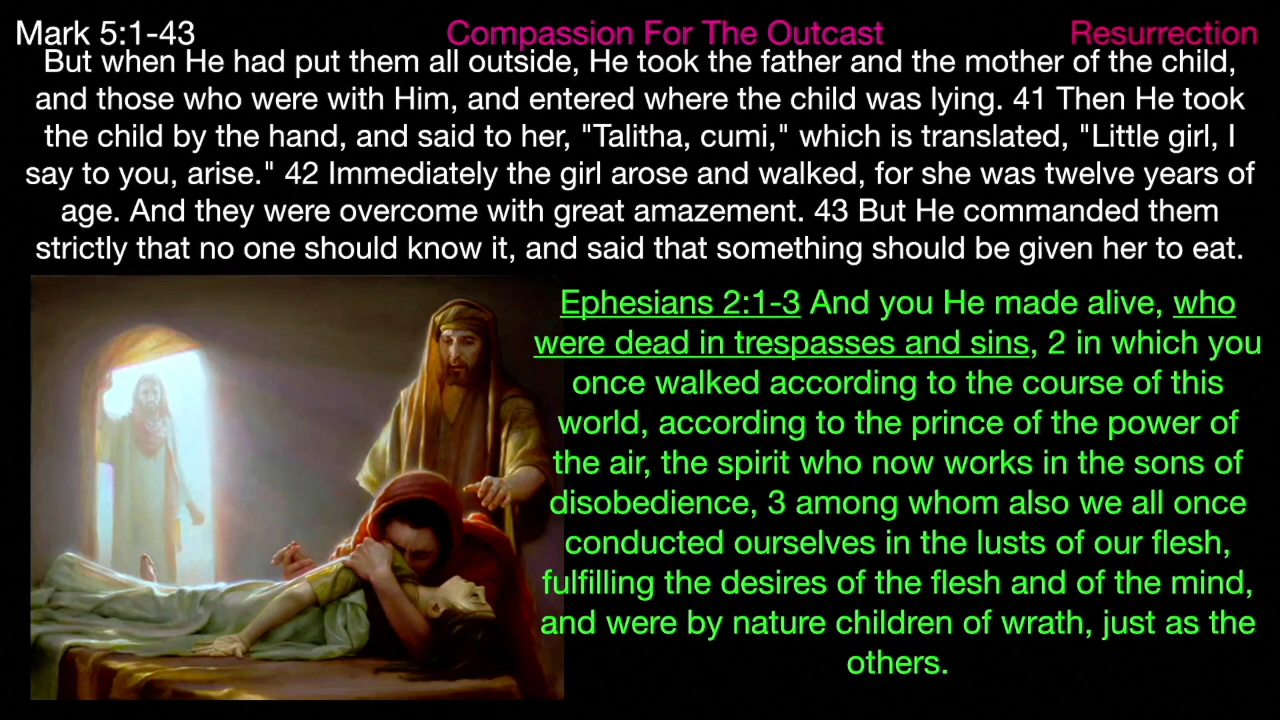 Mark 5:1-43 Compassion For The Outcast Resurrection
But when He had put them all outside, He took the father and the mother of the child,
and those who were with Him, and entered where the child was lying. 41 Then He took
the child by the hand, and said to her, "Talitha, cumi," which is translated, "Little girl, I
say to you, arise." 42 Immediately the girl arose and walked, for she was twelve years of
age. And they were overcome with great amazement. 43 But He commanded them
strictly that no one should know it, and said that something should be given her to eat.
Ephesians 2:1-3 And you He made alive, who
were dead in trespasses and sins, 2 in which you
once walked according to the course of this
world, according to the prince of the power of
the air, the spirit who now works in the sons of
disobedience, 3 among whom also we all once
conducted ourselves in the lusts of our flesh,
fulfilling the desires of the flesh and of the mind,
and were by nature children of wrath, just as the
others.